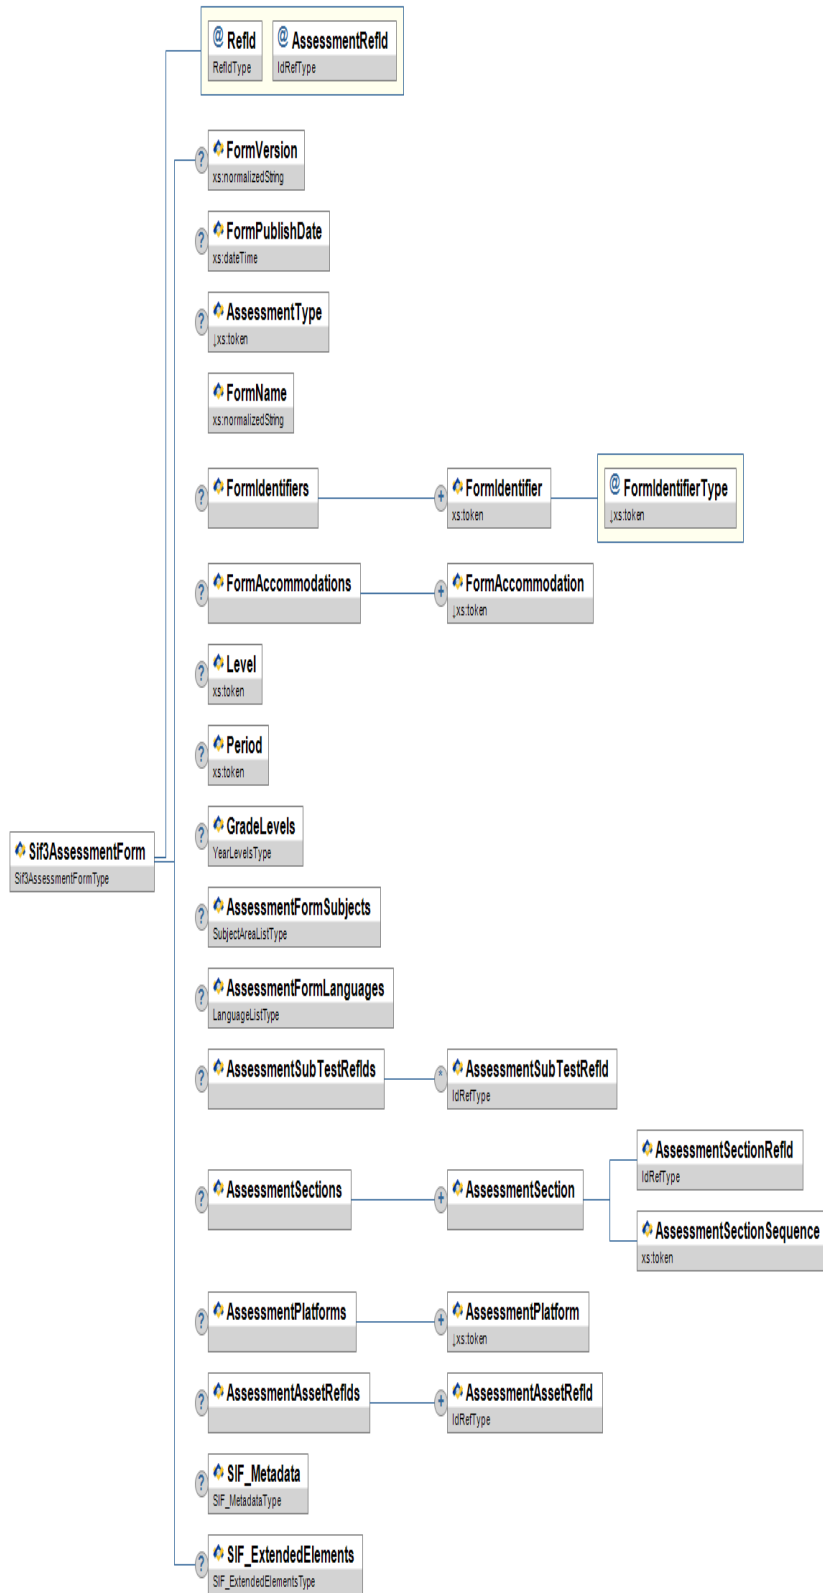 @ RefId
RefIdType
@ AssessmentRefId
IdRefType
? FormVersion
xs:normalizedString
? FormPublishDate
xs:dateTime
? AssessmentType
↓xs:token
FormName
xs:normalizedString
? FormIdentifiers
+ FormIdentifier
xs:token
@ FormIdentifierType
↓xs:token
? FormAccommodations
+ FormAccommodation
↓xs:token
? Level
xs:token
? Period
xs:token
Sif3AssessmentForm
Sif3AssessmentFormType
? GradeLevels
YearLevelsType
? AssessmentFormSubjects
SubjectAreaListType
? AssessmentFormLanguages
LanguageListType
? AssessmentSubTestRefIds
* AssessmentSubTestRefId
IdRefType
? AssessmentSections
+ AssessmentSection
AssessmentSectionRefId
IdRefType
AssessmentSectionSequence
xs:token
? AssessmentPlatforms
+ AssessmentPlatform
↓xs:token
? AssessmentAssetRefIds
+ AssessmentAssetRefId
IdRefType
? SIF_Metadata
SIF_MetadataType
? SIF_ExtendedElements
SIF_ExtendedElementsType